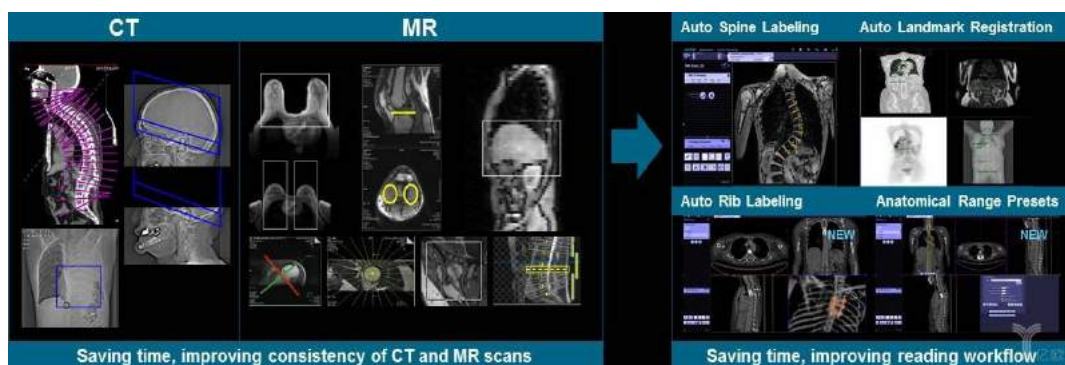 CT
MR
Auto Spine Labeling
Auto Landmark Registration
Auto Rib Labeling
Anatomical Range Presets
NEW
NEW
Saving time, improving consistency of CT and MR scans
Saving time, improving reading workflow